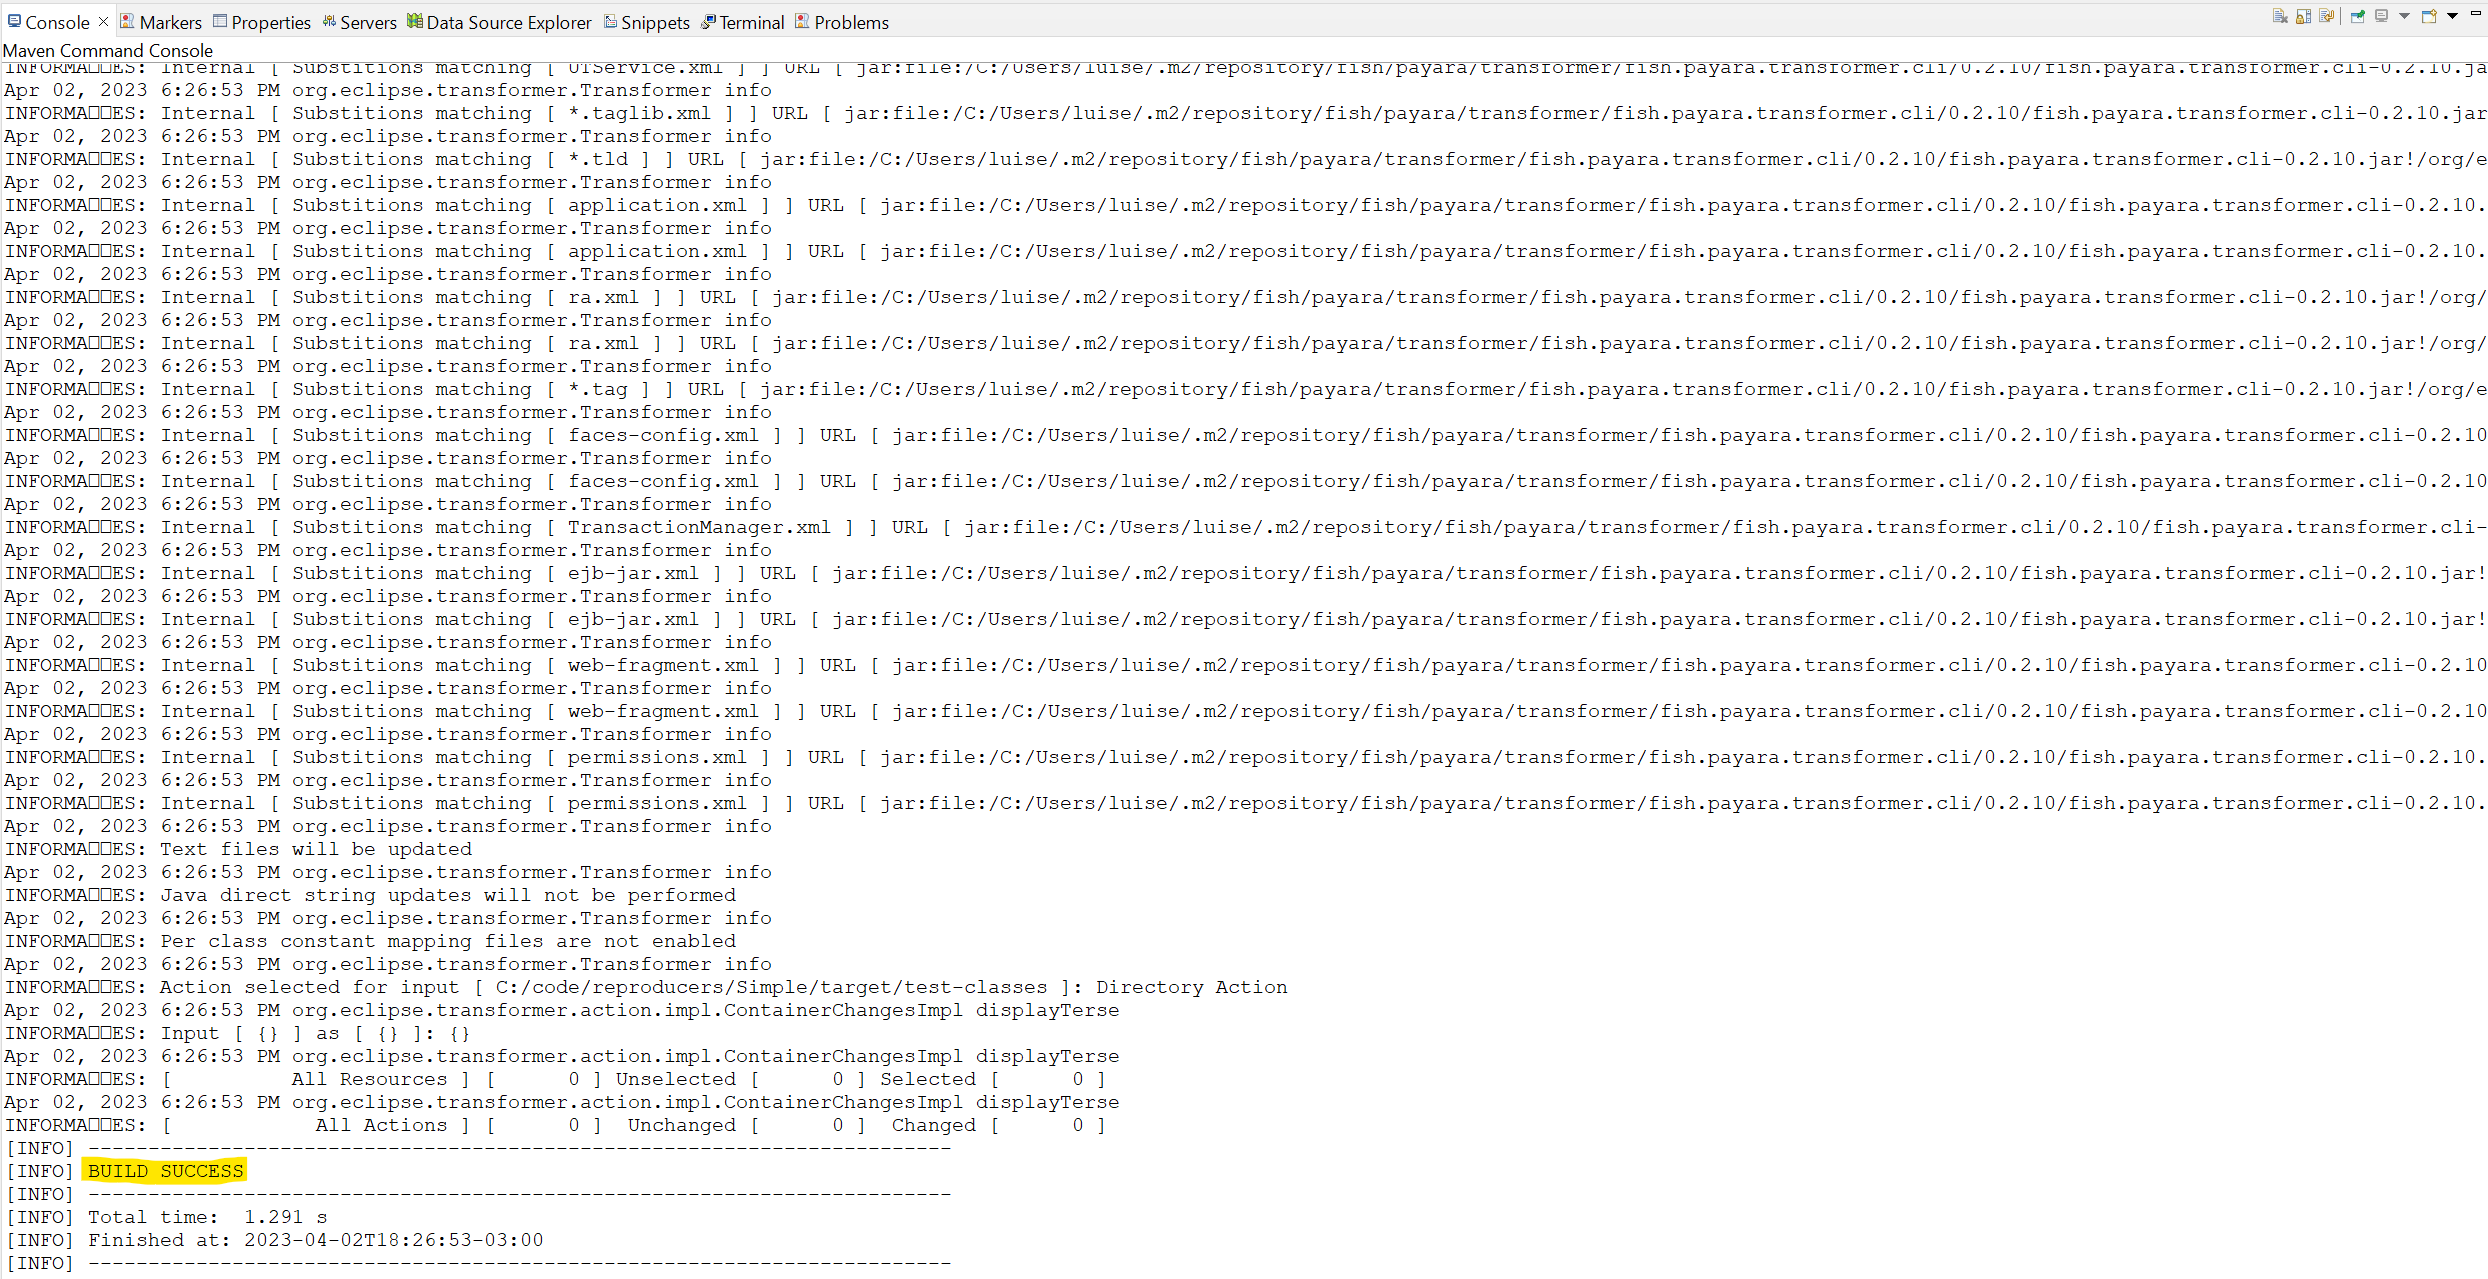 Console Markers Properties Servers Data Source Explorer Snippets Terminal Problems
Maven Command Console
INFORMA□□ES: Internal [ Substitions matching [ UTService.xml ] ] URL [ jar:file:/C:/Users/luise/.m2/repository/fish/payara/transformer/fish.payara.transformer.cli/0.2.10/fish.payara.transformer.cli-0.2.10.ja
Apr 02, 2023 6:26:53 PM org.eclipse.transformer.Transformer info
INFORMA□□ES: Internal [ Substitions matching [ *.taglib.xml ] ] URL [ jar:file:/C:/Users/luise/.m2/repository/fish/payara/transformer/fish.payara.transformer.cli/0.2.10/fish.payara.transformer.cli-0.2.10.jar
Apr 02, 2023 6:26:53 PM org.eclipse.transformer.Transformer info
INFORMA□□ES: Internal [ Substitions matching [ *.tld ] ] URL [ jar:file:/C:/Users/luise/.m2/repository/fish/payara/transformer/fish.payara.transformer.cli/0.2.10/fish.payara.transformer.cli-0.2.10.jar!/org/e
Apr 02, 2023 6:26:53 PM org.eclipse.transformer.Transformer info
INFORMA□□ES: Internal [ Substitions matching [ application.xml ] ] URL [ jar:file:/C:/Users/luise/.m2/repository/fish/payara/transformer/fish.payara.transformer.cli/0.2.10/fish.payara.transformer.cli-0.2.10.
Apr 02, 2023 6:26:53 PM org.eclipse.transformer.Transformer info
INFORMA□□ES: Internal [ Substitions matching [ application.xml ] ] URL [ jar:file:/C:/Users/luise/.m2/repository/fish/payara/transformer/fish.payara.transformer.cli/0.2.10/fish.payara.transformer.cli-0.2.10.
Apr 02, 2023 6:26:53 PM org.eclipse.transformer.Transformer info
INFORMA□□ES: Internal [ Substitions matching [ ra.xml ] ] URL [ jar:file:/C:/Users/luise/.m2/repository/fish/payara/transformer/fish.payara.transformer.cli/0.2.10/fish.payara.transformer.cli-0.2.10.jar!/org/
Apr 02, 2023 6:26:53 PM org.eclipse.transformer.Transformer info
INFORMA□□ES: Internal [ Substitions matching [ ra.xml ] ] URL [ jar:file:/C:/Users/luise/.m2/repository/fish/payara/transformer/fish.payara.transformer.cli/0.2.10/fish.payara.transformer.cli-0.2.10.jar!/org/
Apr 02, 2023 6:26:53 PM org.eclipse.transformer.Transformer info
INFORMA□□ES: Internal [ Substitions matching [ *.tag ] ] URL [ jar:file:/C:/Users/luise/.m2/repository/fish/payara/transformer/fish.payara.transformer.cli/0.2.10/fish.payara.transformer.cli-0.2.10.jar!/org/e
Apr 02, 2023 6:26:53 PM org.eclipse.transformer.Transformer info
INFORMA□□ES: Internal [ Substitions matching [ faces-config.xml ] ] URL [ jar:file:/C:/Users/luise/.m2/repository/fish/payara/transformer/fish.payara.transformer.cli/0.2.10/fish.payara.transformer.cli-0.2.10
Apr 02, 2023 6:26:53 PM org.eclipse.transformer.Transformer info
INFORMA□□ES: Internal [ Substitions matching [ faces-config.xml ] ] URL [ jar:file:/C:/Users/luise/.m2/repository/fish/payara/transformer/fish.payara.transformer.cli/0.2.10/fish.payara.transformer.cli-0.2.10
Apr 02, 2023 6:26:53 PM org.eclipse.transformer.Transformer info
INFORMA□□ES: Internal [ Substitions matching [ TransactionManager.xml ] ] URL [ jar:file:/C:/Users/luise/.m2/repository/fish/payara/transformer/fish.payara.transformer.cli/0.2.10/fish.payara.transformer.cli-
Apr 02, 2023 6:26:53 PM org.eclipse.transformer.Transformer info
INFORMA□□ES: Internal [ Substitions matching [ ejb-jar.xml ] ] URL [ jar:file:/C:/Users/luise/.m2/repository/fish/payara/transformer/fish.payara.transformer.cli/0.2.10/fish.payara.transformer.cli-0.2.10.jar!
Apr 02, 2023 6:26:53 PM org.eclipse.transformer.Transformer info
INFORMA□□ES: Internal [ Substitions matching [ ejb-jar.xml ] ] URL [ jar:file:/C:/Users/luise/.m2/repository/fish/payara/transformer/fish.payara.transformer.cli/0.2.10/fish.payara.transformer.cli-0.2.10.jar!
Apr 02, 2023 6:26:53 PM org.eclipse.transformer.Transformer info
INFORMA□□ES: Internal [ Substitions matching [ web-fragment.xml ] ] URL [ jar:file:/C:/Users/luise/.m2/repository/fish/payara/transformer/fish.payara.transformer.cli/0.2.10/fish.payara.transformer.cli-0.2.10
Apr 02, 2023 6:26:53 PM org.eclipse.transformer.Transformer info
INFORMA□□ES: Internal [ Substitions matching [ web-fragment.xml ] ] URL [ jar:file:/C:/Users/luise/.m2/repository/fish/payara/transformer/fish.payara.transformer.cli/0.2.10/fish.payara.transformer.cli-0.2.10
Apr 02, 2023 6:26:53 PM org.eclipse.transformer.Transformer info
INFORMA□□ES: Internal [ Substitions matching [ permissions.xml ] ] URL [ jar:file:/C:/Users/luise/.m2/repository/fish/payara/transformer/fish.payara.transformer.cli/0.2.10/fish.payara.transformer.cli-0.2.10.
Apr 02, 2023 6:26:53 PM org.eclipse.transformer.Transformer info
INFORMA□□ES: Internal [ Substitions matching [ permissions.xml ] ] URL [ jar:file:/C:/Users/luise/.m2/repository/fish/payara/transformer/fish.payara.transformer.cli/0.2.10/fish.payara.transformer.cli-0.2.10.
Apr 02, 2023 6:26:53 PM org.eclipse.transformer.Transformer info
INFORMA□□ES: Text files will be updated
Apr 02, 2023 6:26:53 PM org.eclipse.transformer.Transformer info
INFORMA□□ES: Java direct string updates will not be performed
Apr 02, 2023 6:26:53 PM org.eclipse.transformer.Transformer info
INFORMA□□ES: Per class constant mapping files are not enabled
Apr 02, 2023 6:26:53 PM org.eclipse.transformer.Transformer info
INFORMA□□ES: Action selected for input [ C:/code/reproducers/Simple/target/test-classes ]: Directory Action
Apr 02, 2023 6:26:53 PM org.eclipse.transformer.action.impl.ContainerChangesImpl displayTerse
INFORMA□□ES: Input [ {} ] as [ {} ]: {}
Apr 02, 2023 6:26:53 PM org.eclipse.transformer.action.impl.ContainerChangesImpl displayTerse
INFORMA□□ES: [          All Resources ] [      0 ] Unselected [      0 ] Selected [      0 ]
Apr 02, 2023 6:26:53 PM org.eclipse.transformer.action.impl.ContainerChangesImpl displayTerse
INFORMA□□ES: [            All Actions ] [      0 ]  Unchanged [      0 ]  Changed [      0 ]
[INFO] ------------------------------------------------------------------------
[INFO] BUILD SUCCESS
[INFO] ------------------------------------------------------------------------
[INFO] Total time:  1.291 s
[INFO] Finished at: 2023-04-02T18:26:53-03:00
[INFO] ------------------------------------------------------------------------